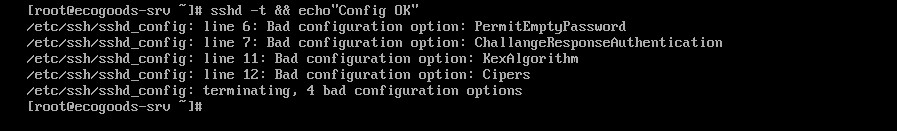 [root@ecogoods-srv ~]# sshd -t && echo"Config OK"
/etc/ssh/sshd_config: line 6: Bad configuration option: PermitEmptyPassword
/etc/ssh/sshd_config: line 7: Bad configuration option: ChallangeResponseAuthentication
/etc/ssh/sshd_config: line 11: Bad configuration option: KexAlgorithm
/etc/ssh/sshd_config: line 12: Bad configuration option: Cipers
/etc/ssh/sshd_config: terminating, 4 bad configuration options
[root@ecogoods-srv ~]#